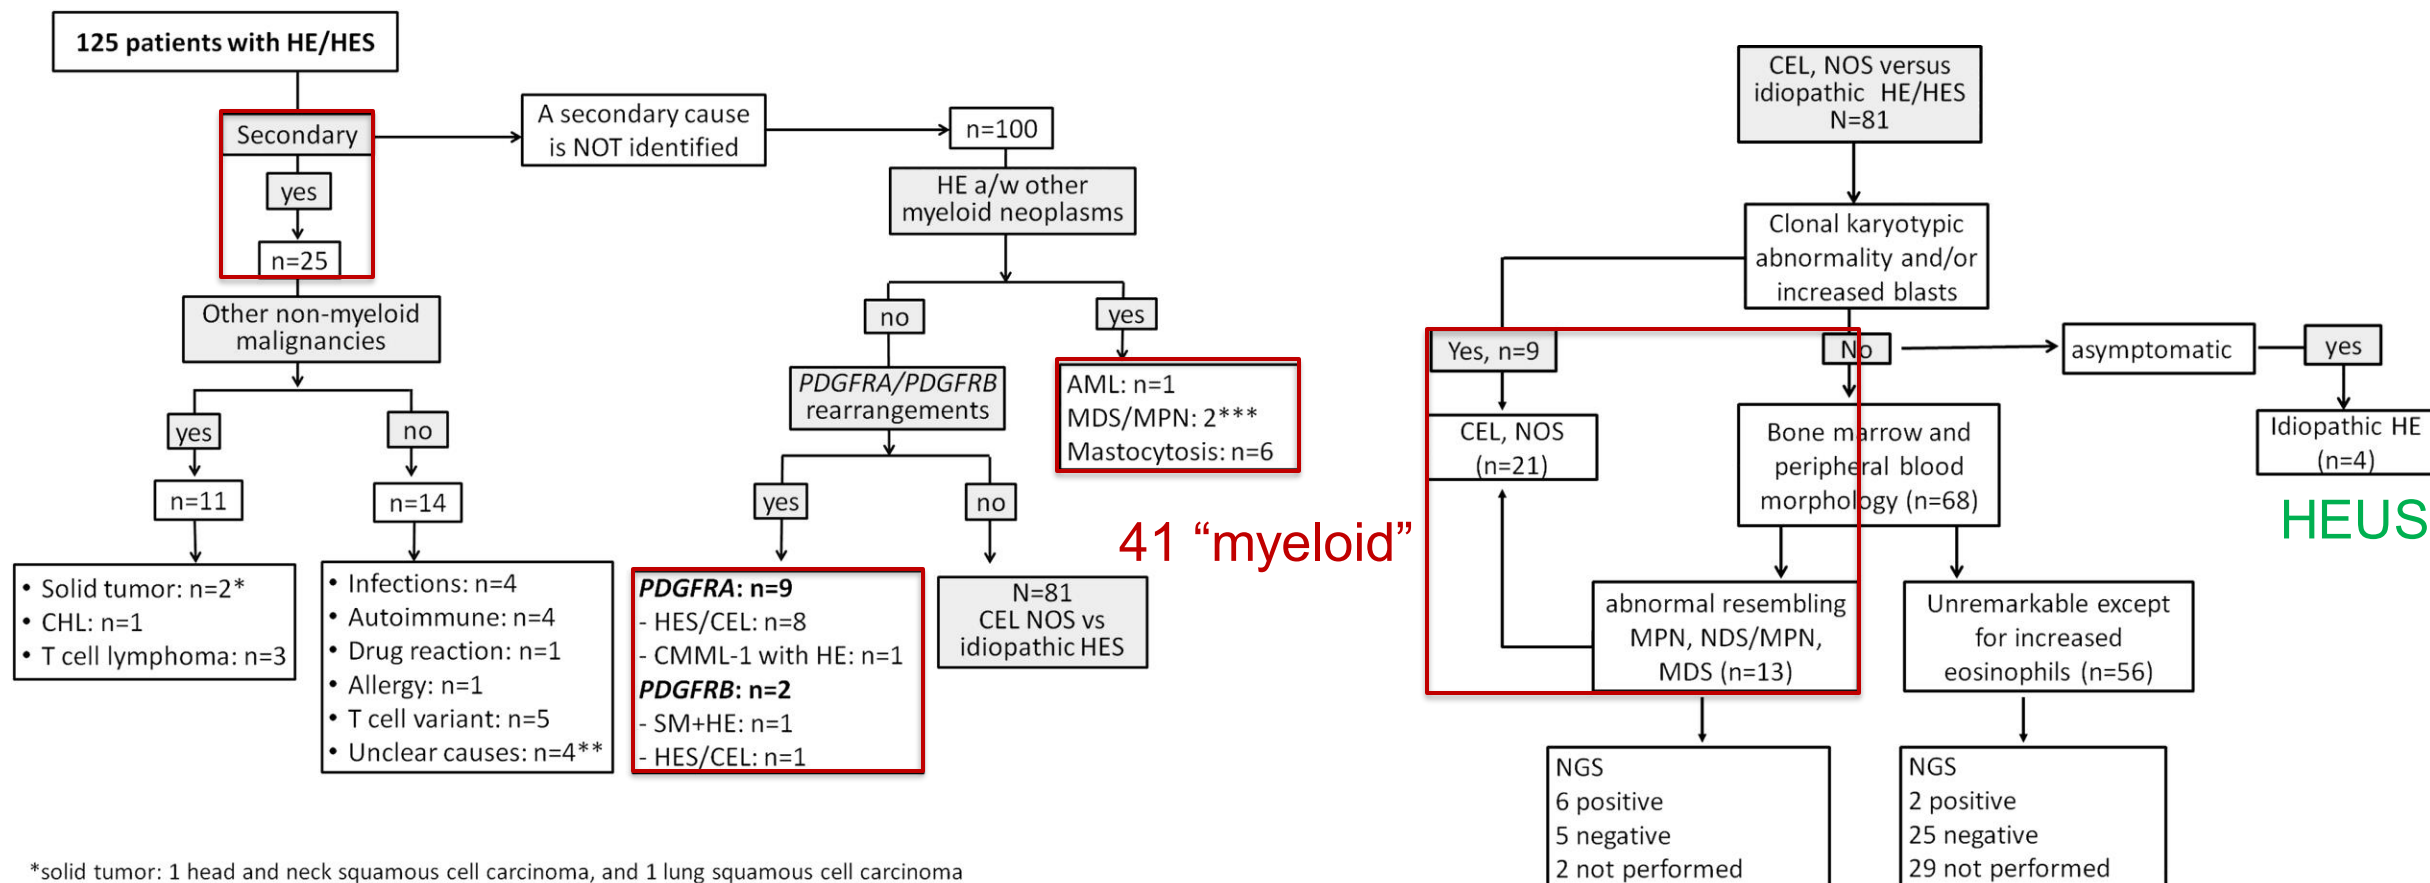 125 patients with HE/HES
Secondary
yes
n=25
A secondary cause
is NOT identified
n=100
HE a/w other
myeloid neoplasms
Other non-myeloid
malignancies
yes
no
n=11
n=14
• Solid tumor: n=2*
• CHL: n=1
• T cell lymphoma: n=3
• Infections: n=4
• Autoimmune: n=4
• Drug reaction: n=1
• Allergy: n=1
• T cell variant: n=5
• Unclear causes: n=4**
no
yes
PDGFRA/PDGFRB
rearrangements
AML: n=1
MDS/MPN: 2***
Mastocytosis: n=6
yes
no
PDGFRA: n=9
- HES/CEL: n=8
- CMML-1 with HE: n=1
PDGFRB: n=2
- SM+HE: n=1
- HES/CEL: n=1
N=81
CEL NOS vs
idiopathic HES
41 “myeloid”
CEL, NOS versus
idiopathic HE/HES
N=81
Clonal karyotypic
abnormality and/or
increased blasts
Yes, n=9
No
asymptomatic
yes
CEL, NOS
(n=21)
Bone marrow and
peripheral blood
morphology (n=68)
Idiopathic HE
(n=4)
HEUS
abnormal resembling
MPN, NDS/MPN,
MDS (n=13)
Unremarkable except
for increased
eosinophils (n=56)
NGS
6 positive
5 negative
2 not performed
NGS
2 positive
25 negative
29 not performed
*solid tumor: 1 head and neck squamous cell carcinoma, and 1 lung squamous cell carcinoma